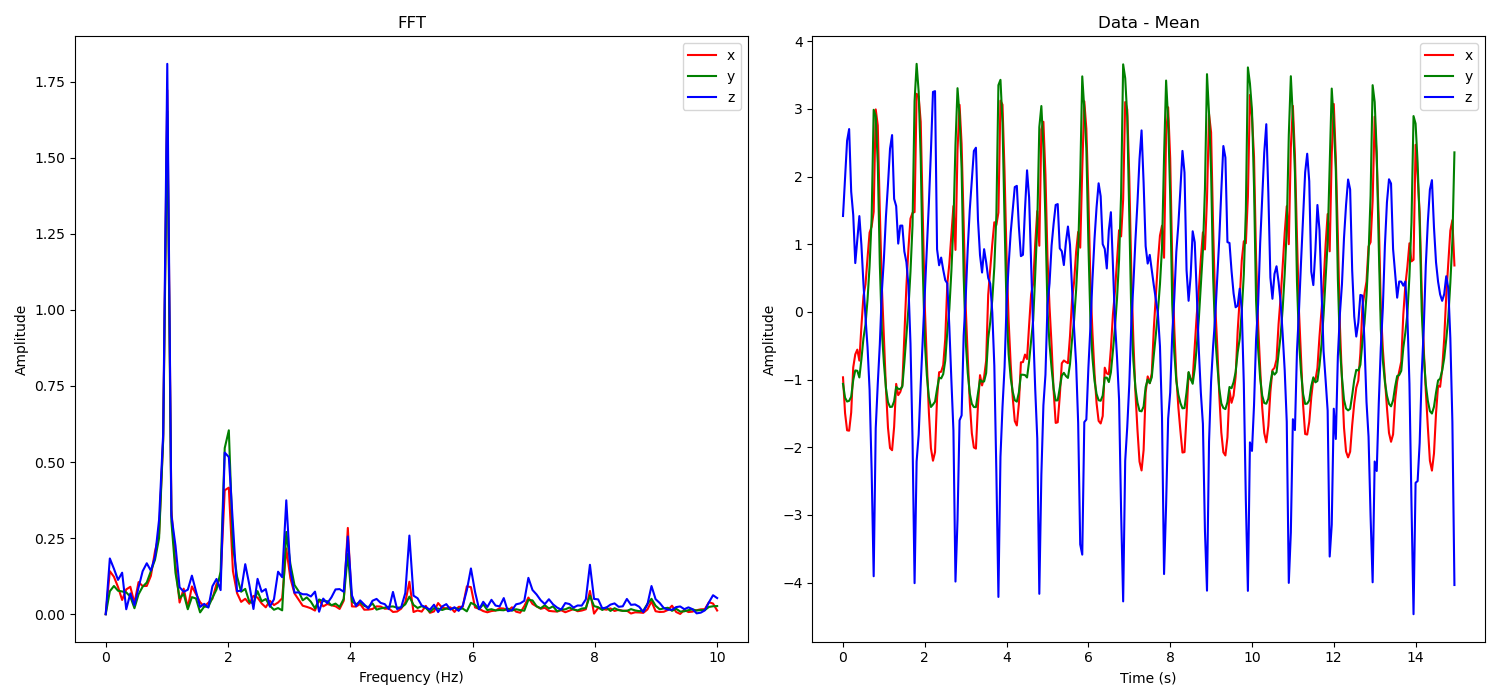 FFT
Amplitude
1.75
1.50
1.25
1.00
0.75
0.50
0.25
0.00
0 2 4 6 8 10
Frequency (Hz)
x
y
z
Data - Mean
Amplitude
4
3
2
1
0
−1
−2
−3
−4
0 2 4 6 8 10 12 14
Time (s)
x
y
z